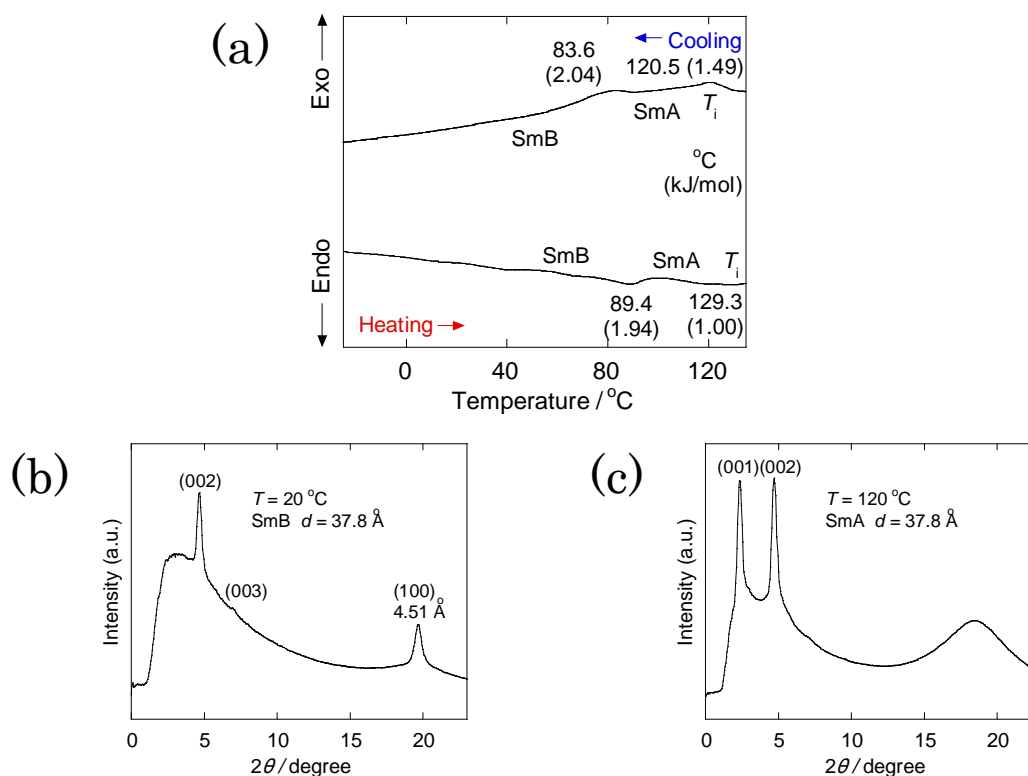 (a)
Exo
Endo
← Cooling
83.6
(2.04)
120.5 (1.49)
SmA
Ti
SmB
°C
(kJ/mol)
SmB
SmA
Ti
89.4
(1.94)
129.3
(1.00)
Heating →
0 40 80 120
Temperature / °C
(b)
Intensity (a.u.)
(002)
T = 20 °C
SmB d = 37.8 Å
(003)
(100)
4.51 Å
0 5 10 15 20
2θ / degree
(c)
Intensity (a.u.)
(001)(002)
T = 120 °C
SmA d = 37.8 Å
0 5 10 15 20
2θ / degree